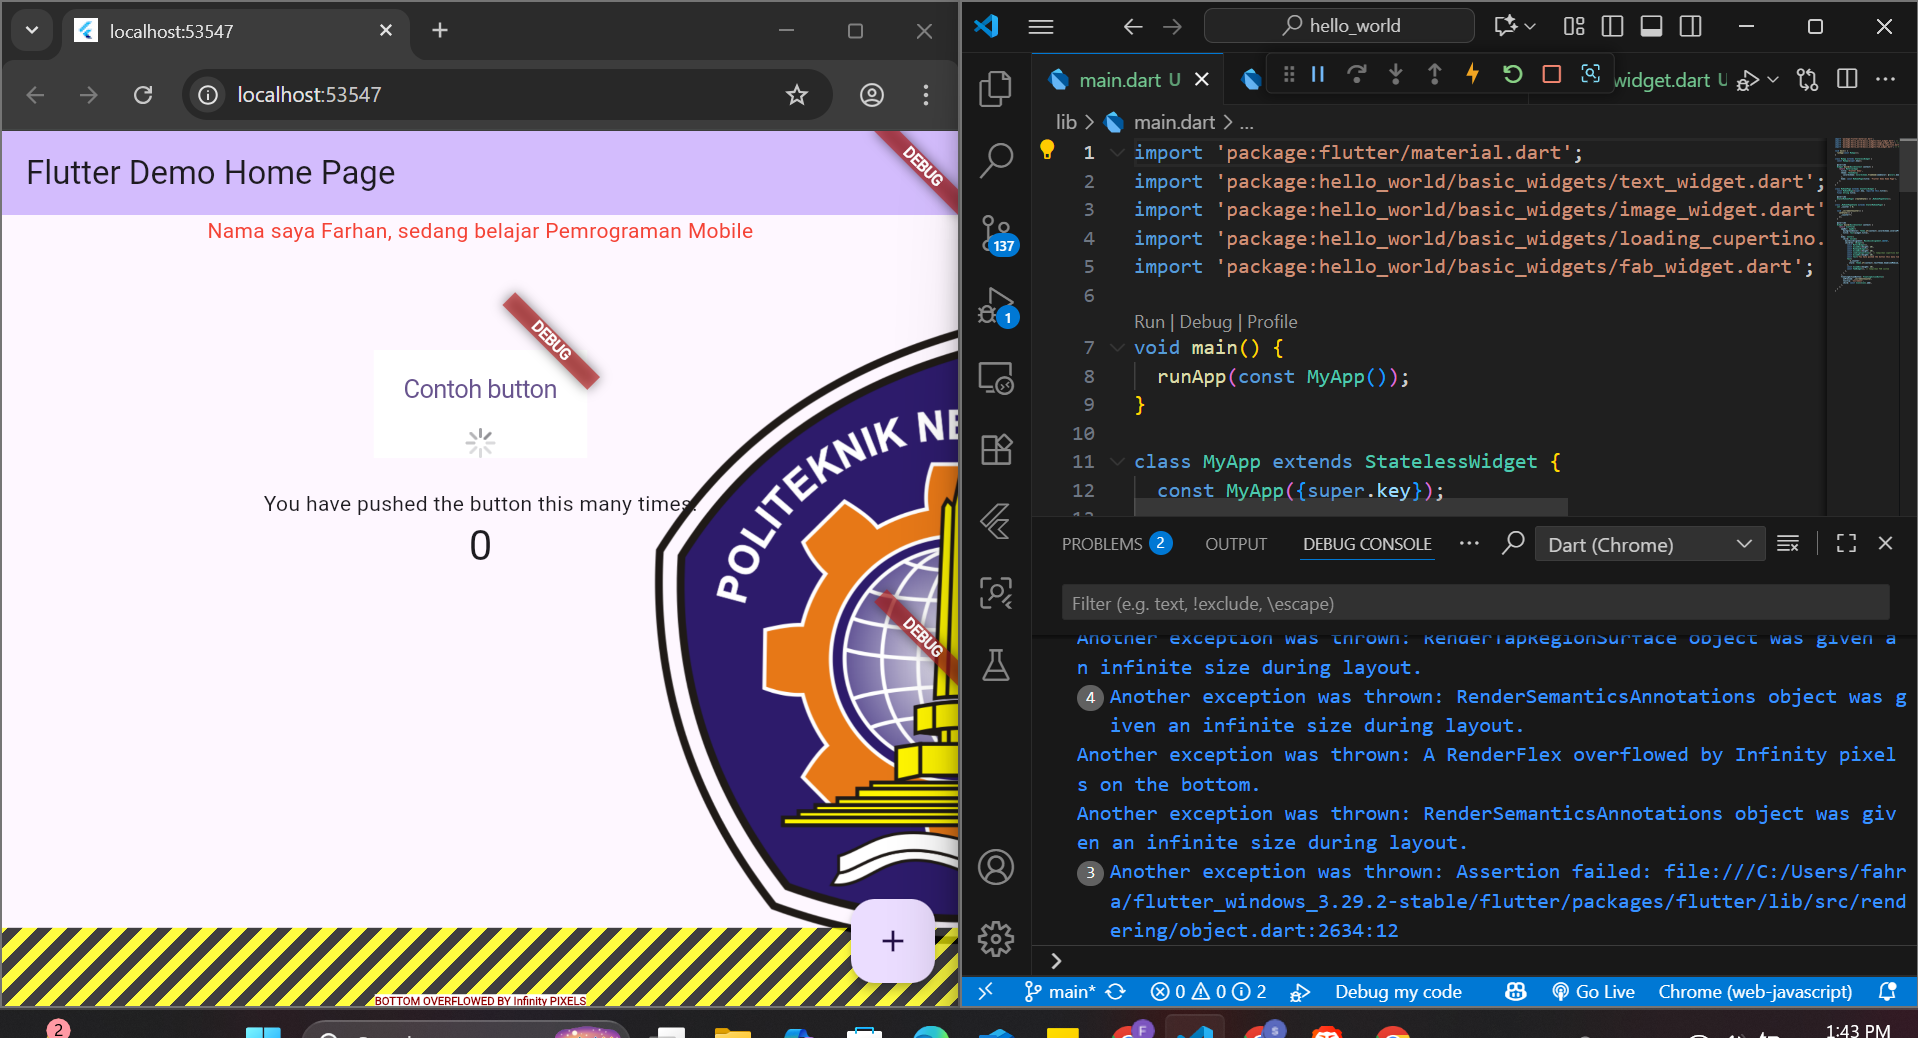 localhost:53547
localhost:53547
Flutter Demo Home Page
DEBUG
Nama saya Farhan, sedang belajar Pemrograman Mobile
DEBUG
Contoh button
POLITEKNIK NE
You have pushed the button this many times:
0
DEBUG
+
BOTTOM OVERFLOWED BY Infinity PIXELS
hello_world
main.dart U
widget.dart U
lib > main.dart > ...
137
1
1 import 'package:flutter/material.dart';
2 import 'package:hello_world/basic_widgets/text_widget.dart';
3 import 'package:hello_world/basic_widgets/image_widget.dart'
4 import 'package:hello_world/basic_widgets/loading_cupertino.
5 import 'package:hello_world/basic_widgets/fab_widget.dart';
6
Run | Debug | Profile
7 void main() {
8 runApp(const MyApp());
9 }
10
11 class MyApp extends StatelessWidget {
12 const MyApp({super.key});
PROBLEMS 2 OUTPUT DEBUG CONSOLE ... Dart (Chrome)
Filter (e.g. text, !exclude, \escape)
Another exception was thrown: RenderTapRegionSurface object was given a
n infinite size during layout.
4 Another exception was thrown: RenderSemanticsAnnotations object was g
iven an infinite size during layout.
Another exception was thrown: A RenderFlex overflowed by Infinity pixel
s on the bottom.
Another exception was thrown: RenderSemanticsAnnotations object was giv
en an infinite size during layout.
3 Another exception was thrown: Assertion failed: file:///C:/Users/fahr
a/flutter_windows_3.29.2-stable/flutter/packages/flutter/lib/src/rend
ering/object.dart:2634:12
>
main* 0 0 2 Debug my code Go Live Chrome (web-javascript)
2
F
S
1:43 PM